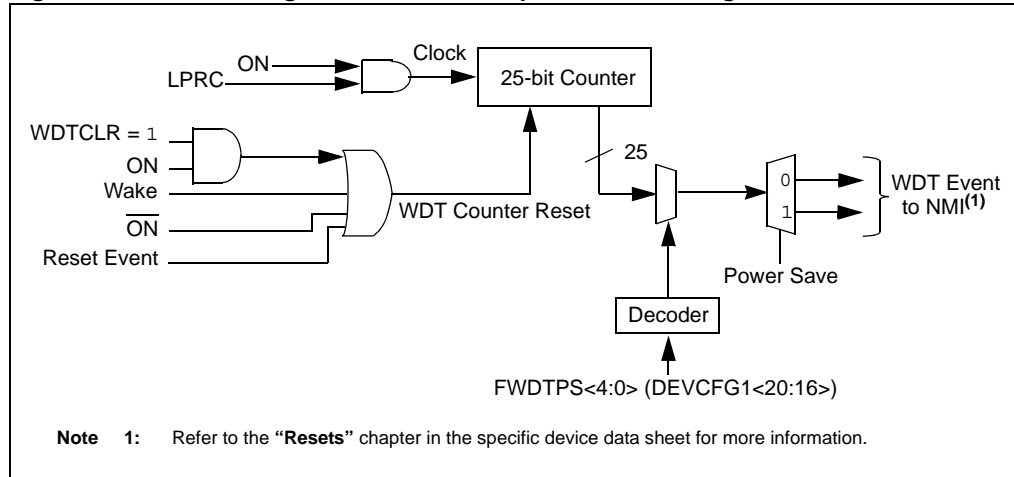 ON
Clock
LPRC
25-bit Counter
WDTCLR = 1
ON
Wake
ON
Reset Event
WDT Counter Reset
25
0
1
WDT Event
to NMI(1)
Power Save
Decoder
FWDTPS<4:0> (DEVCFG1<20:16>)
Note 1: Refer to the “Resets” chapter in the specific device data sheet for more information.